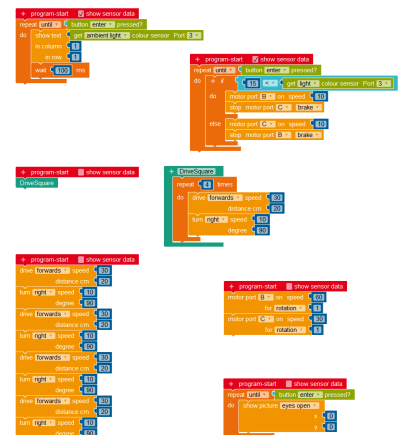 + program-start show sensor data
repeat until button enter pressed?
do show text get ambient light colour sensor Port 3
in column 1
in row 1
wait 100 ms
+ program-start show sensor data
repeat until button enter pressed?
do + if 15 < get light colour sensor Port 3
do motor port B on speed 10
stop motor port C brake
else motor port C on speed 10
stop motor port B brake
+ program-start show sensor data
DriveSquare
+ DriveSquare
repeat 4 times
do drive forwards speed 30
distance cm 20
turn right speed 10
degree 90
+ program-start show sensor data
drive forwards speed 30
distance cm 20
turn right speed 10
degree 90
drive forwards speed 30
distance cm 20
turn right speed 10
degree 90
drive forwards speed 30
distance cm 20
turn right speed 10
degree 90
drive forwards speed 30
distance cm 20
turn right speed 10
degree 90
+ program-start show sensor data
motor port B on speed 60
for rotation 1
motor port C on speed 30
for rotation 1
+ program-start show sensor data
repeat until button enter pressed?
do show picture eyes open
x 0
y 0